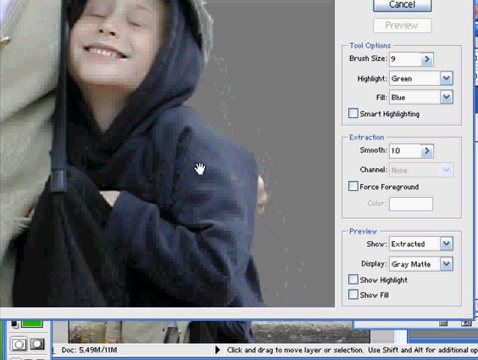 Cancel
Preview
Tool Options
Brush Size: 9
Highlight: Green
Fill: Blue
Smart Highlighting
Extraction
Smooth: 10
Channel: None
Force Foreground
Color:
Preview
Show: Extracted
Display: Gray Matte
Show Highlight
Show Fill
Doc: 5.49M/11M
Click and drag to move layer or selection. Use Shift and Alt for additional op